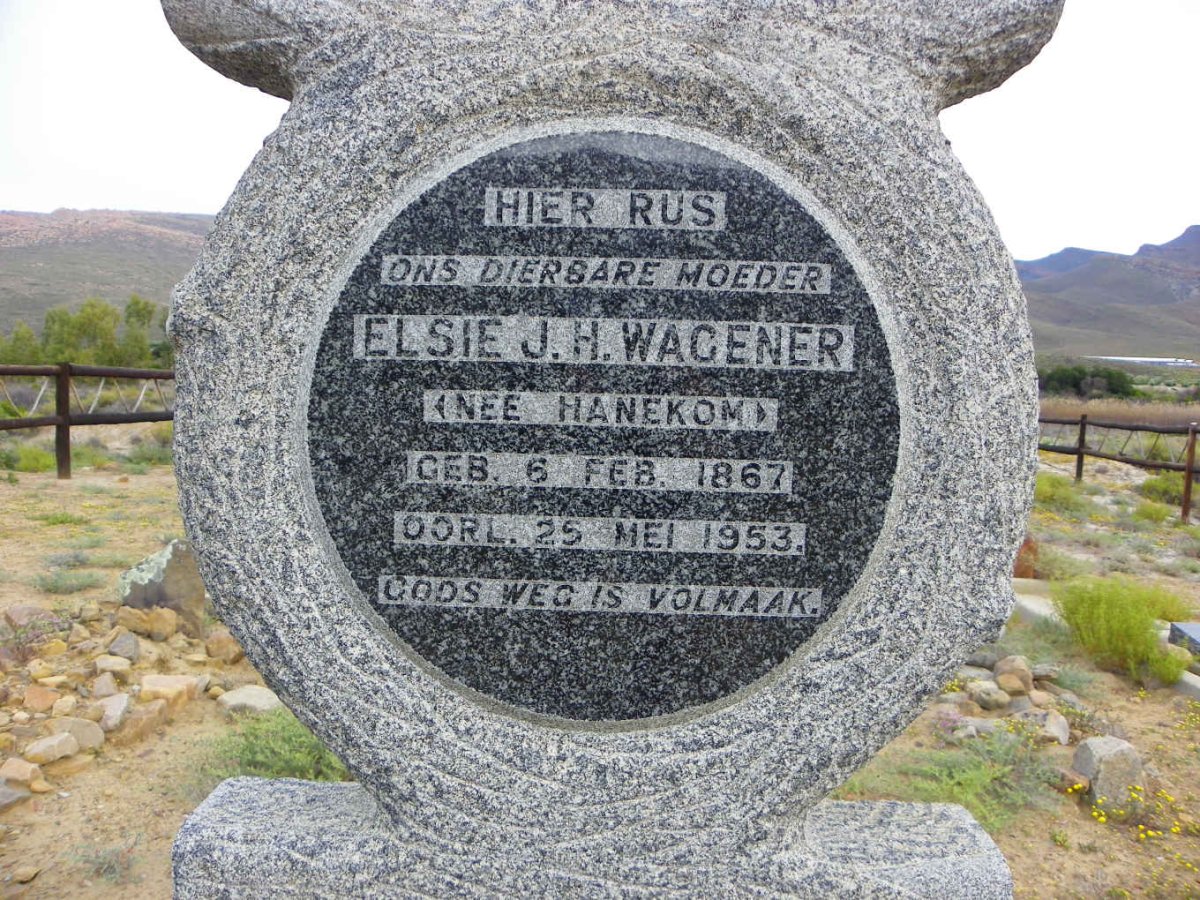 HIER RUS
ONS DIERBARE MOEDER
ELSIE J. H. WAGENER
(NEE HANEKOM)
GEB. 6 FEB. 1867
OORL. 25 MEI 1953.
GODS WEG IS VOLMAAK.